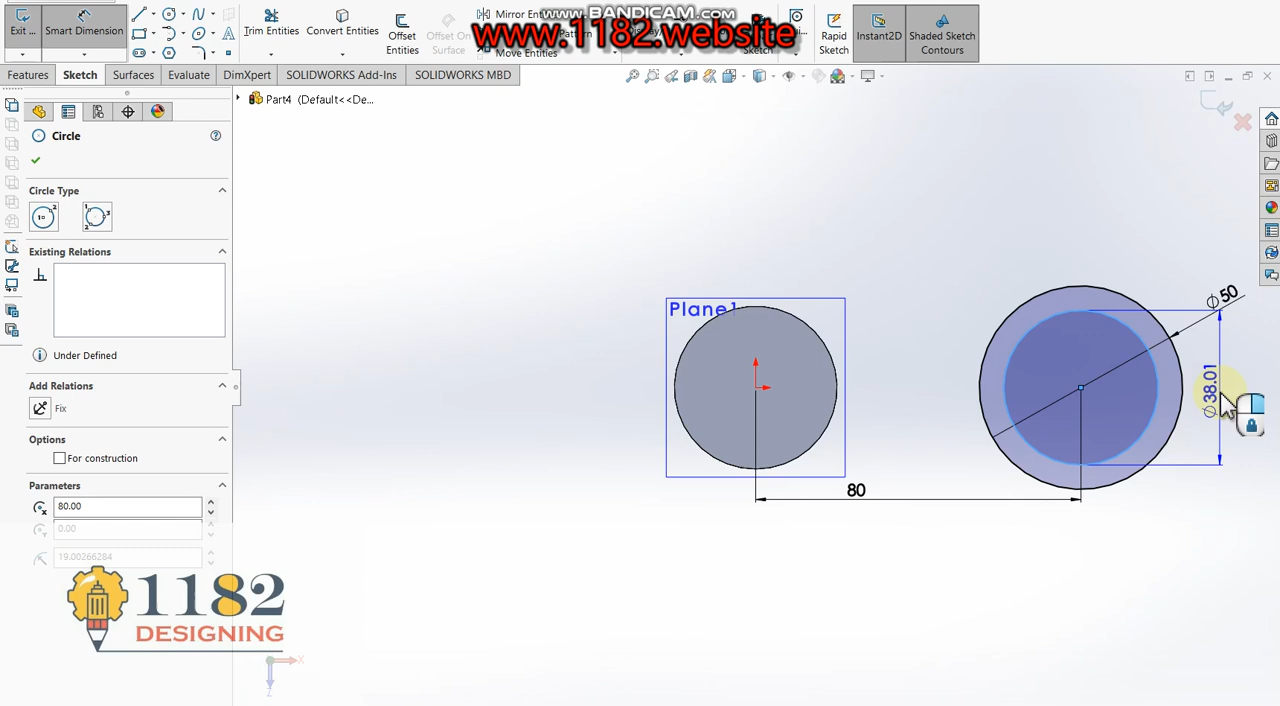 Exit ...
Smart Dimension
Trim Entities
Convert Entities
Offset Entities
Offset On Surface
Mirror Enti
Move Entities
www.BANDICAM.com
www.1182.website
Rapid Sketch
Instant2D
Shaded Sketch Contours
Features
Sketch
Surfaces
Evaluate
DimXpert
SOLIDWORKS Add-Ins
SOLIDWORKS MBD
Part4 (Default< <De...
Circle
Circle Type
Existing Relations
Under Defined
Add Relations
Fix
Options
For construction
Parameters
80.00
0.00
19.00266284
Plane1
∅50
∅38.01
80
1182
DESIGNING